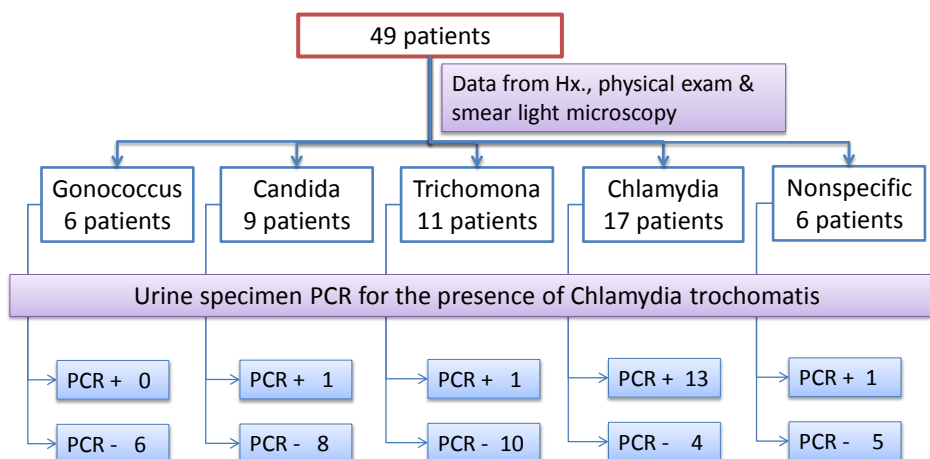 49 patients
Data from Hx., physical exam &
smear light microscopy
Gonococcus
6 patients
Candida
9 patients
Trichomona
11 patients
Chlamydia
17 patients
Nonspecific
6 patients
Urine specimen PCR for the presence of Chlamydia trochomatis
PCR + 0
PCR + 1
PCR + 1
PCR + 13
PCR + 1
PCR - 6
PCR - 8
PCR - 10
PCR - 4
PCR - 5